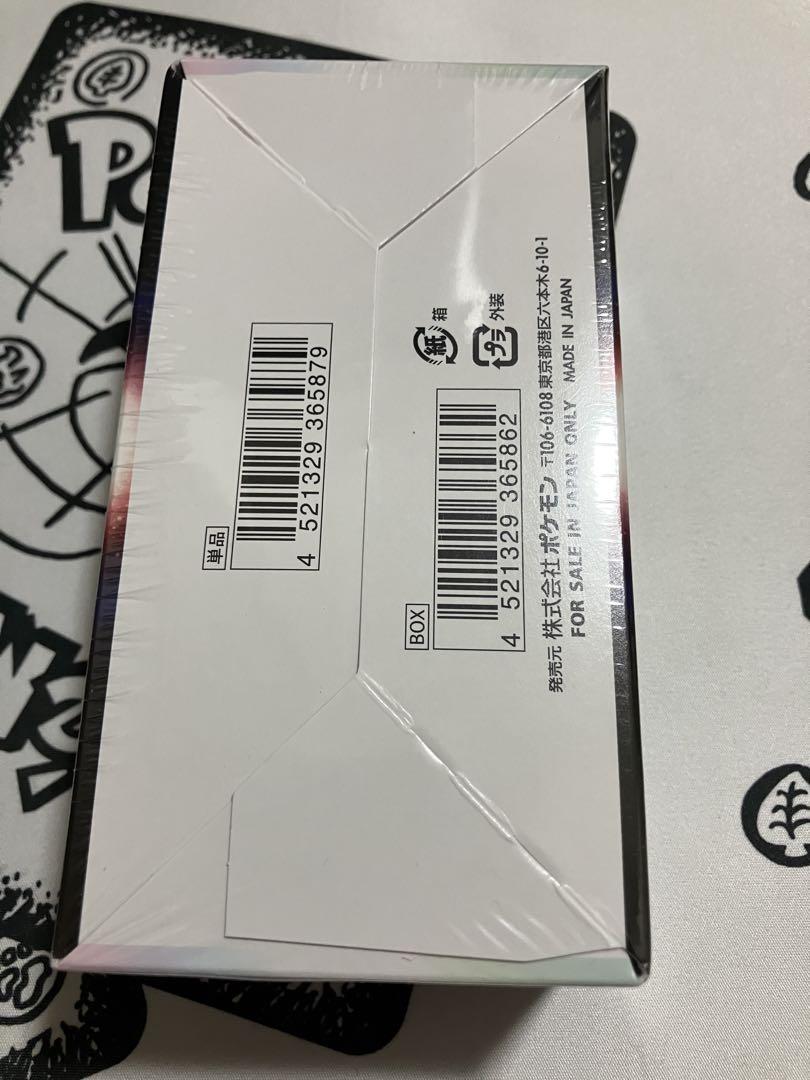 単品
4 521329 365879
BOX
4 521329 365862
紙 箱
プラ 外装
発売元 株式会社 ポケモン 〒106-6108 東京都港区六本木6-10-1
FOR SALE IN JAPAN ONLY MADE IN JAPAN